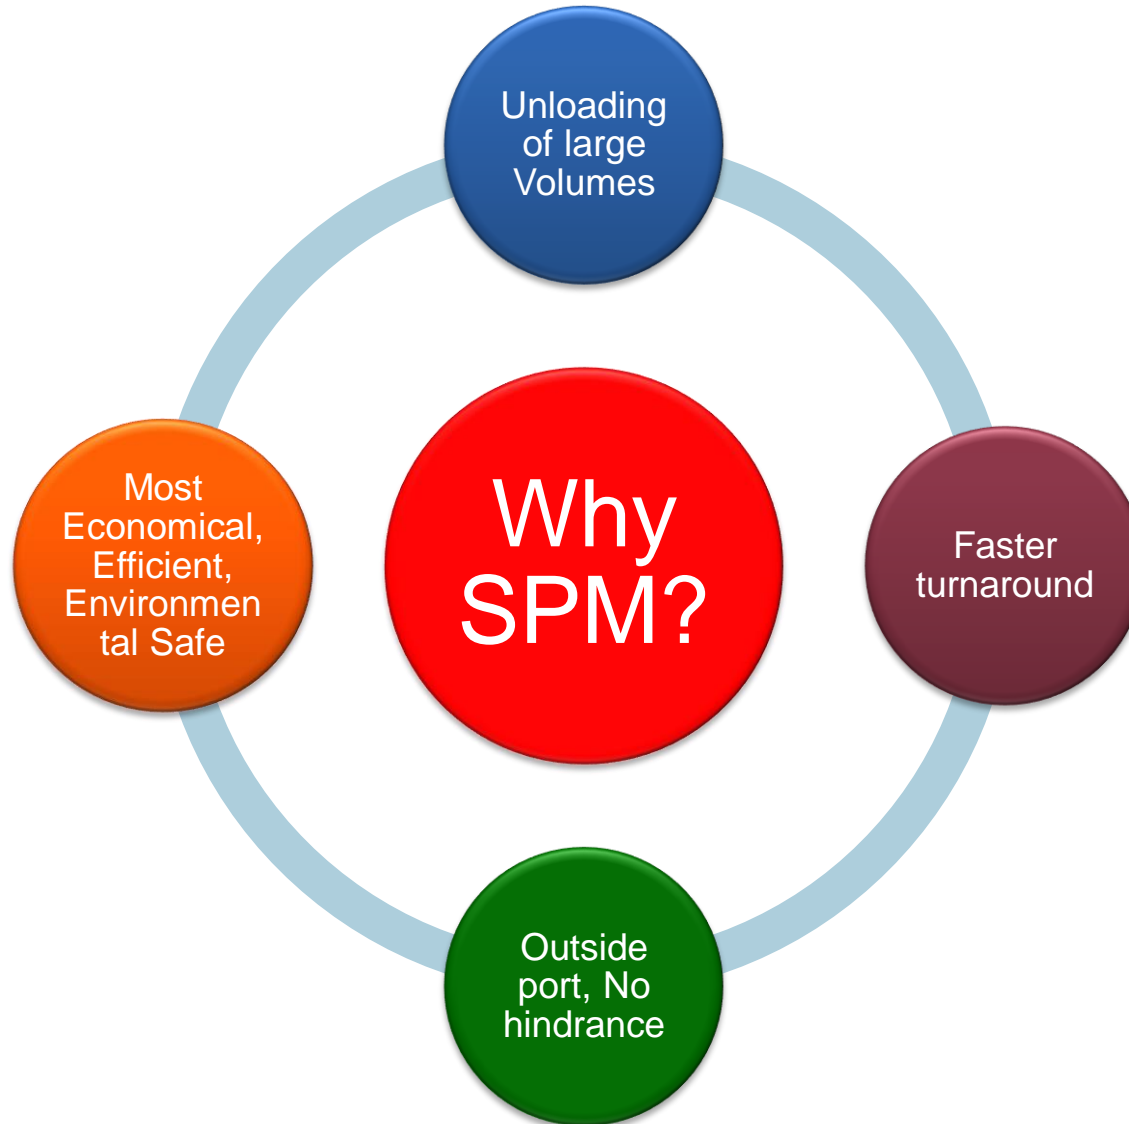 Unloading
of large
Volumes
Most
Economical,
Efficient,
Environmen
tal Safe
Why
SPM?
Faster
turnaround
Outside
port, No
hindrance